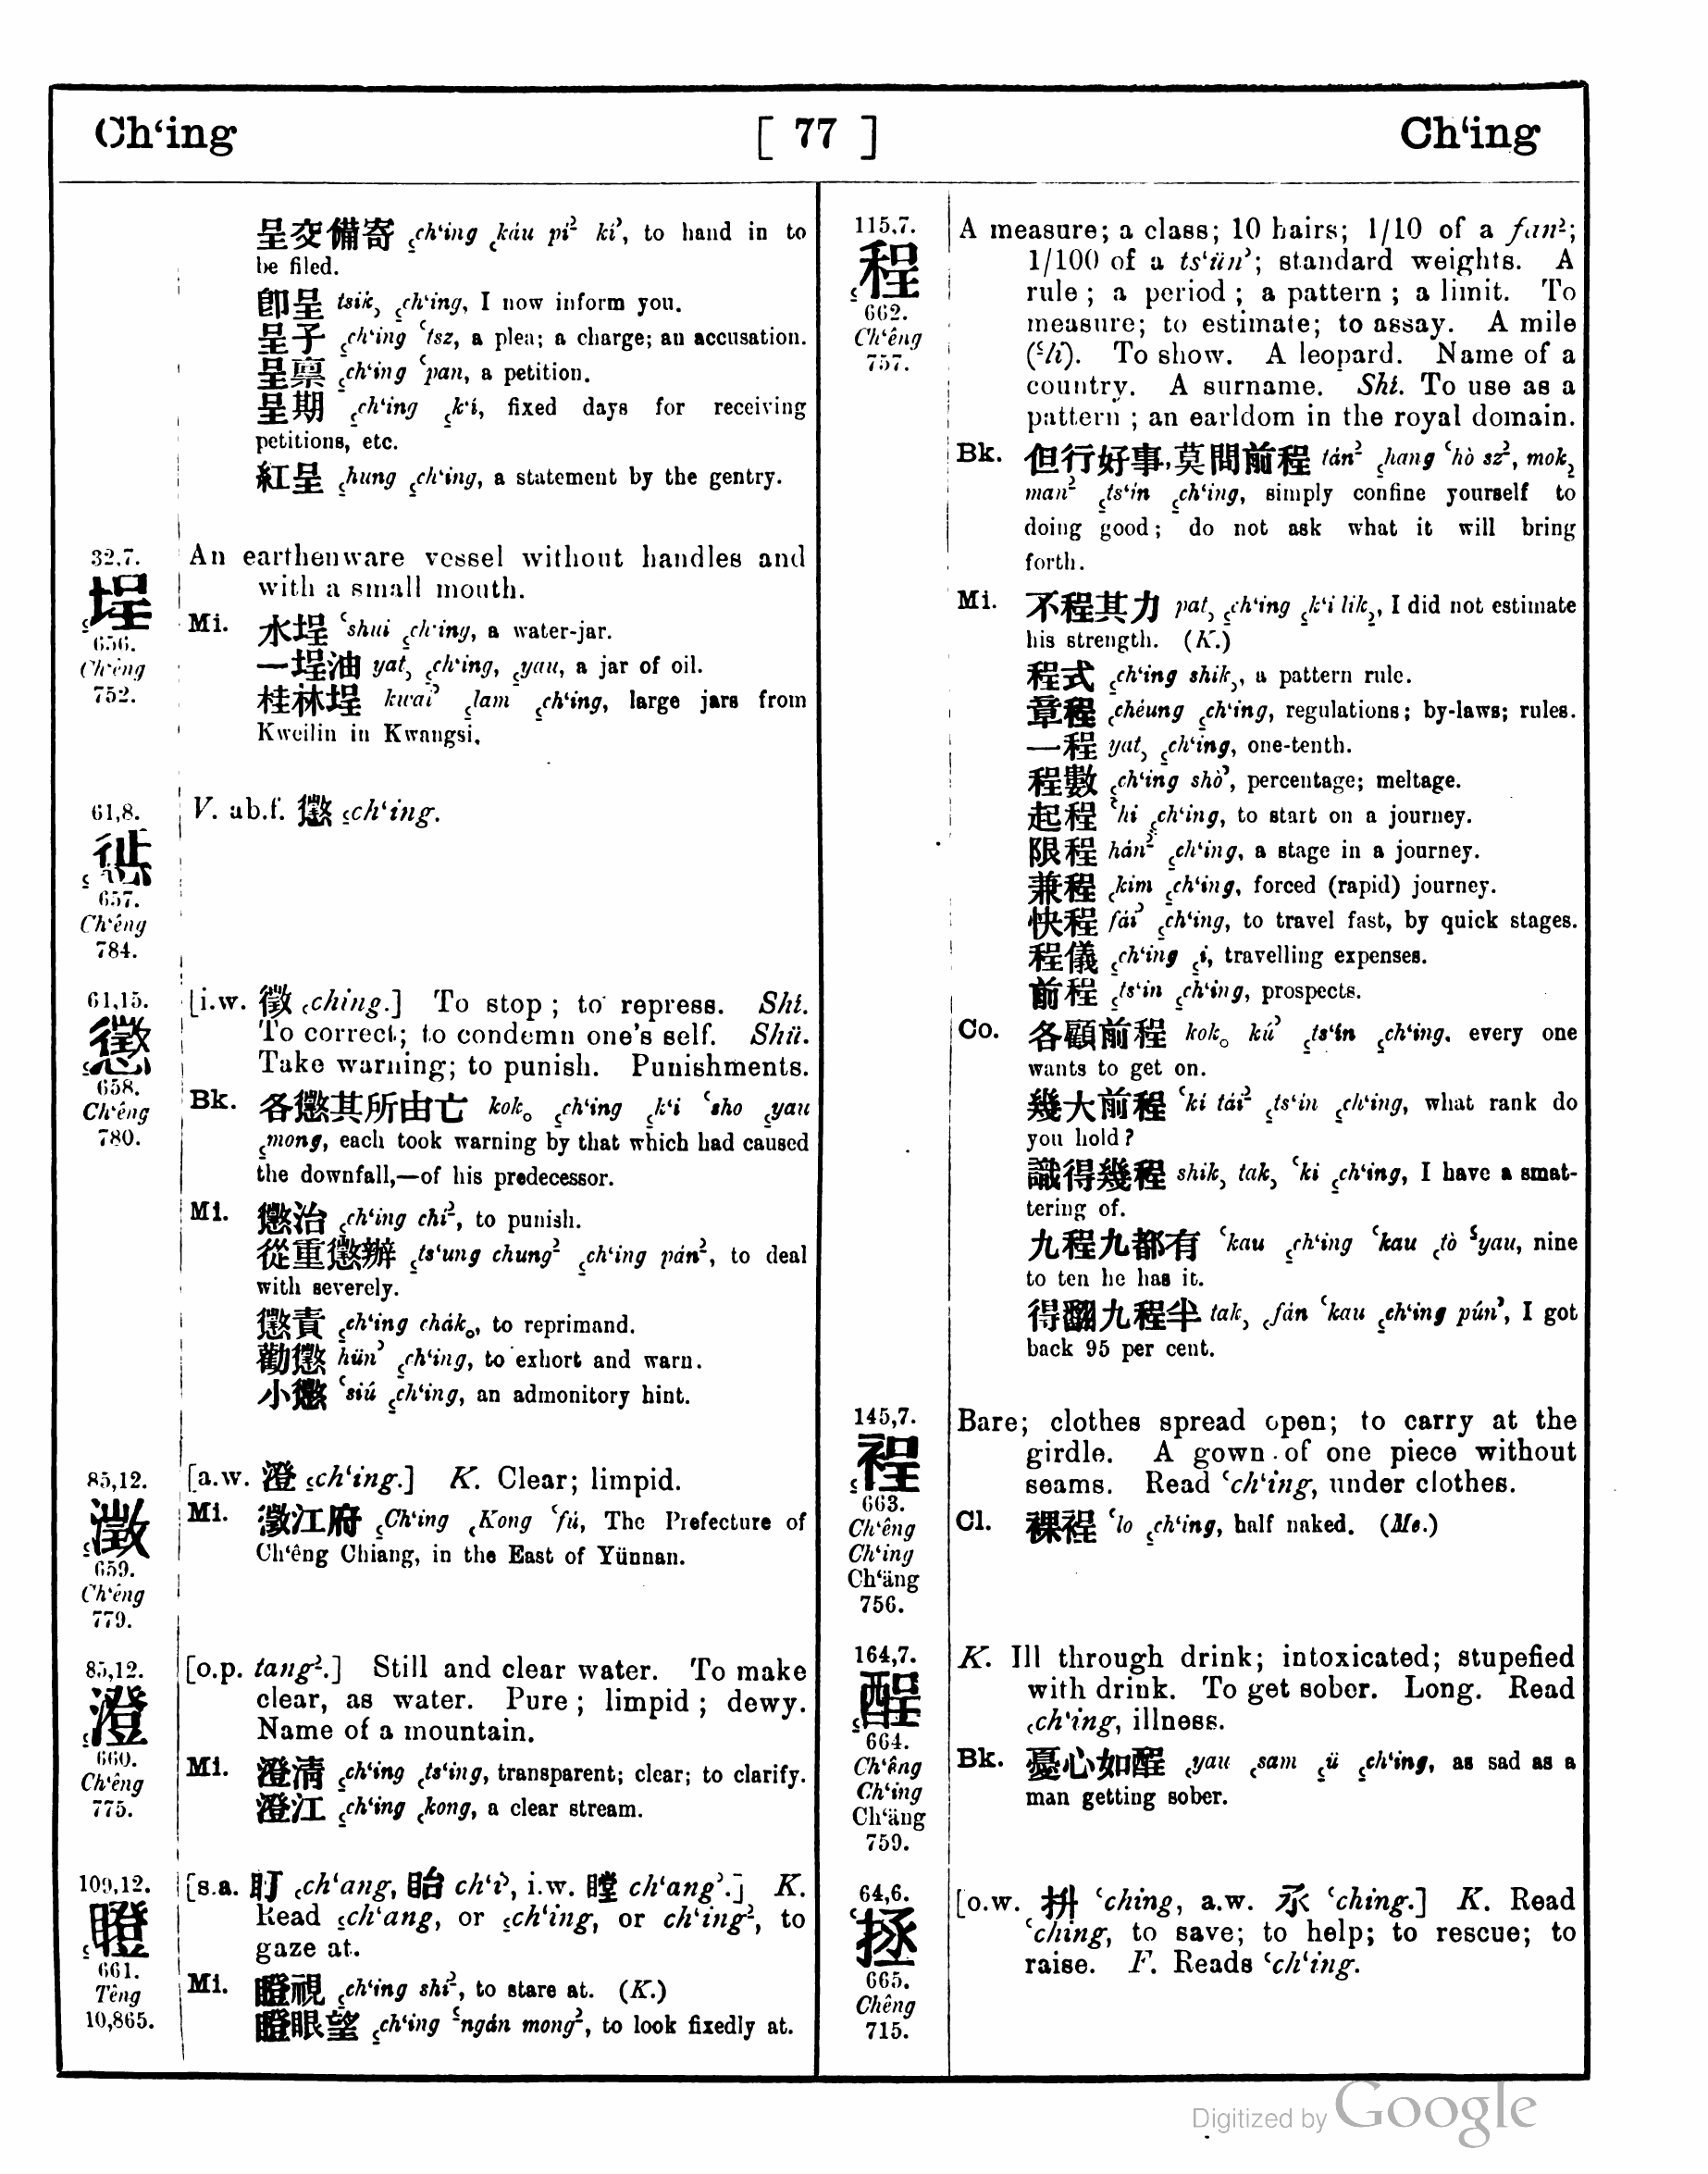 Ch‘ing [ 77 ] Ch‘ing
呈交備寄 ꜁ch‘ing ꜀káu pí² kí꜄, to hand in to
be filed.
卽呈 tsik꜆ ꜁ch‘ing, I now inform you.
呈子 ꜁ch‘ing ꜂tsz, a plea; a charge; an accusation.
呈禀 ꜁ch‘ing ꜂pan, a petition.
呈期 ꜁ch‘ing ꜁k‘í, fixed days for receiving
petitions, etc.
紅呈 ꜁hung ꜁ch‘ing, a statement by the gentry.
32,7.
埕
656.
Ch‘êng
752.
An earthenware vessel without handles and
with a small mouth.
Mi. 水埕 ꜂shui ꜁ch‘ing, a water-jar.
一埕油 yat꜆ ꜁ch‘ing, ꜁yau, a jar of oil.
桂林埕 kwai꜄ ꜁lam ꜁ch‘ing, large jars from
Kweilin in Kwangsi.
61,8.
657.
Ch‘êng
784.
V. ab.f. 懲 ꜁ch‘ing.
61,15.
懲
658.
Ch‘êng
780.
[i.w. 徵 ꜀ching.] To stop; to repress. Shí.
To correct; to condemn one's self. Shü.
Take warning; to punish. Punishments.
Bk. 各懲其所由亡 kok。 ꜁ch‘ing ꜁k‘i ꜂sho ꜁yau
꜁mong, each took warning by that which had caused
the downfall,—of his predecessor.
Mi. 懲治 ꜁ch‘ing chí², to punish.
從重懲辦 ꜁ts‘ung chung² ꜁ch‘ing pán², to deal
with severely.
懲責 ꜁ch‘ing chák。, to reprimand.
勸懲 hün꜄ ꜁ch‘ing, to exhort and warn.
小懲 ꜂siú ꜁ch‘ing, an admonitory hint.
85,12.
澂
659.
Ch‘êng
779.
[a.w. 澄 ꜁ch‘ing.] K. Clear; limpid.
Mi. 澂江府 ꜁Ch‘ing ꜀Kong ꜂fú, The Prefecture of
Ch‘êng Chiang, in the East of Yünnan.
85,12.
澄
660.
Ch‘êng
775.
[o.p. tang².] Still and clear water. To make
clear, as water. Pure; limpid; dewy.
Name of a mountain.
Mi. 澄清 ꜁ch‘ing ꜀ts‘ing, transparent; clear; to clarify.
澄江 ꜁ch‘ing ꜀kong, a clear stream.
109,12.
瞪
661.
Têng
10,865.
[s.a. 盯 ꜀ch‘ang, 眙 ch‘í꜄, i.w. 瞠 ch‘ang꜄.] K.
Read ꜁ch‘ang, or ꜁ch‘ing, or ch‘ing², to
gaze at.
Mi. 瞪視 ꜁ch‘ing shí², to stare at. (K.)
瞪眼望 ꜁ch‘ing ꜃ngán mong², to look fixedly at.
115,7.
程
662.
Ch‘êng
757.
A measure; a class; 10 hairs; 1/10 of a fan²;
1/100 of a ts‘ün꜄; standard weights. A
rule; a period; a pattern; a limit. To
measure; to estimate; to assay. A mile
(꜃li). To show. A leopard. Name of a
country. A surname. Shí. To use as a
pattern; an earldom in the royal domain.
Bk. 但行好事,莫問前程 tán² ꜁hang ꜂hò sz², mok꜇
man² ꜁ts‘ín ꜁ch‘ing, simply confine yourself to
doing good; do not ask what it will bring
forth.
Mi. 不程其力 pat꜆ ꜁ch‘ing ꜁k‘i lik꜇, I did not estimate
his strength. (K.)
程式 ꜁ch‘ing shik꜆, a pattern rule.
章程 ꜀chéung ꜁ch‘ing, regulations; by-laws; rules.
一程 yat꜆ ꜁ch‘ing, one-tenth.
程數 ꜁ch‘ing shò꜄, percentage; meltage.
起程 ꜂hí ꜁ch‘ing, to start on a journey.
限程 hán² ꜁ch‘ing, a stage in a journey.
兼程 ꜀kim ꜁ch‘ing, forced (rapid) journey.
快程 fái꜄ ꜁ch‘ing, to travel fast, by quick stages.
程儀 ꜁ch‘ing ꜁i, travelling expenses.
前程 ꜁ts‘ín ꜁ch‘ing, prospects.
Co. 各顧前程 kok。 kú꜄ ꜁ts‘ín ꜁ch‘ing, every one
wants to get on.
幾大前程 ꜂kí tái² ꜁ts‘ín ꜁ch‘ing, what rank do
you hold?
識得幾程 shik꜆ tak꜆ ꜂kí ꜁ch‘ing, I have a smat-
tering of.
九程九都有 ꜂kau ꜁ch‘ing ꜂kau ꜀tò ꜃yau, nine
to ten he has it.
得翻九程半 tak꜆ ꜀fán ꜂kau ꜁ch‘ing pún꜄, I got
back 95 per cent.
145,7.
裎
663.
Ch‘êng
Ch‘ing
Ch‘äng
756.
Bare; clothes spread open; to carry at the
girdle. A gown of one piece without
seams. Read ꜂ch‘ing, under clothes.
Cl. 裸裎 ꜂lo ꜁ch‘ing, half naked. (Me.)
164,7.
酲
664.
Ch‘êng
Ch‘ing
Ch‘äng
759.
K. Ill through drink; intoxicated; stupefied
with drink. To get sober. Long. Read
꜀ch‘ing, illness.
Bk. 憂心如酲 ꜀yau ꜀sam ꜁ü ꜁ch‘ing, as sad as a
man getting sober.
64,6.
拯
665.
Chêng
715.
[o.w. 抍 ꜂ching, a.w. 承 ꜂ching.] K. Read
꜂ching, to save; to help; to rescue; to
raise. F. Reads ꜂ch‘ing.
Digitized by Google